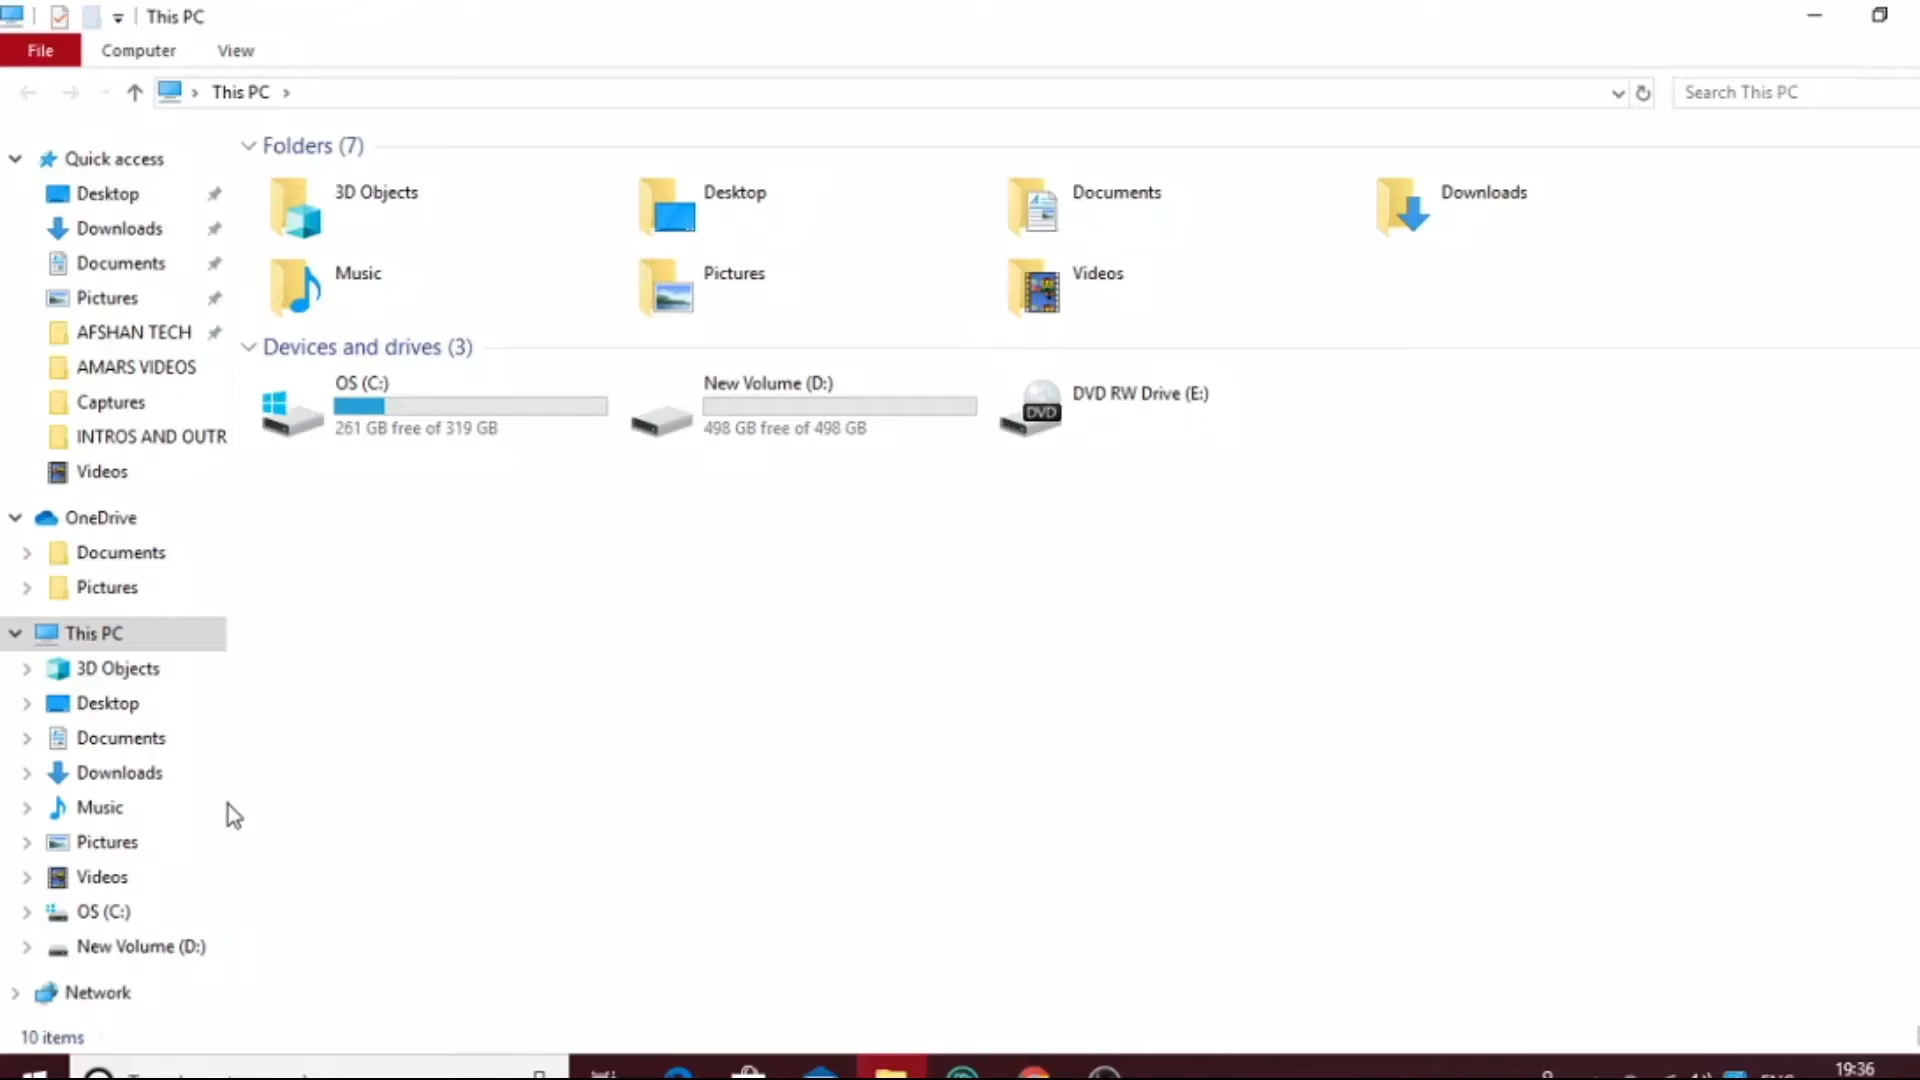 This PC
File Computer View
This PC
Search This PC
Quick access
Desktop
Downloads
Documents
Pictures
AFSHAN TECH
AMARS VIDEOS
Captures
INTROS AND OUTR
Videos
OneDrive
Documents
Pictures
This PC
3D Objects
Desktop
Documents
Downloads
Music
Pictures
Videos
OS (C:)
New Volume (D:)
Network
Folders (7)
3D Objects
Desktop
Documents
Downloads
Music
Pictures
Videos
Devices and drives (3)
OS (C:)
261 GB free of 319 GB
New Volume (D:)
498 GB free of 498 GB
DVD RW Drive (E:)
DVD
10 items
19:36